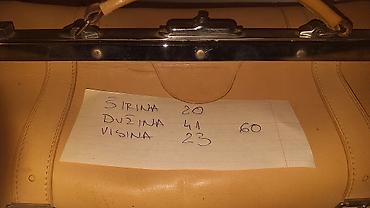 ŠIRINA 20
DUŽINA 41 60
VISINA 23